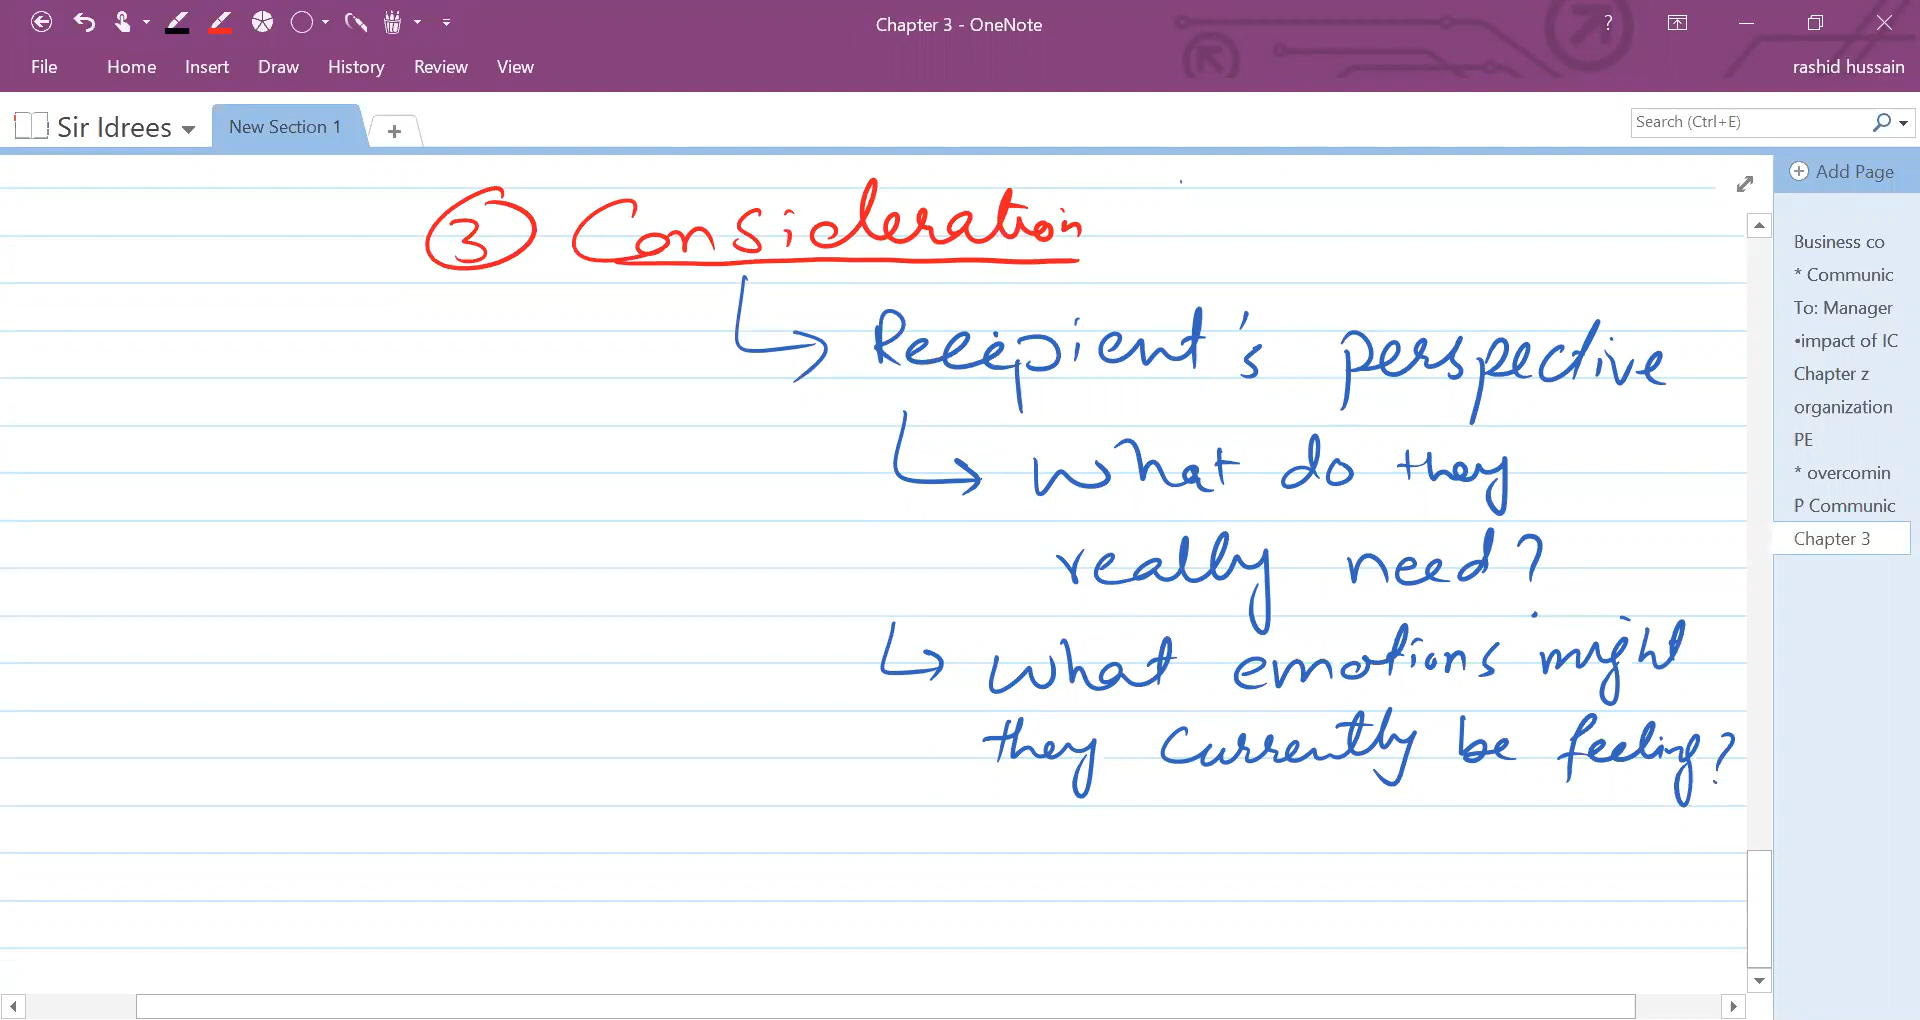 Chapter 3 - OneNote
?
File Home Insert Draw History Review View
rashid hussain
Sir Idrees New Section 1 +
Search (Ctrl+E)
Add Page
③ Consideration
Recepient's perspective
What do they
really need?
What emotions might
they currently be feeling?
Business co
* Communic
To: Manager
•impact of IC
Chapter z
organization
PE
* overcomin
P Communic
Chapter 3